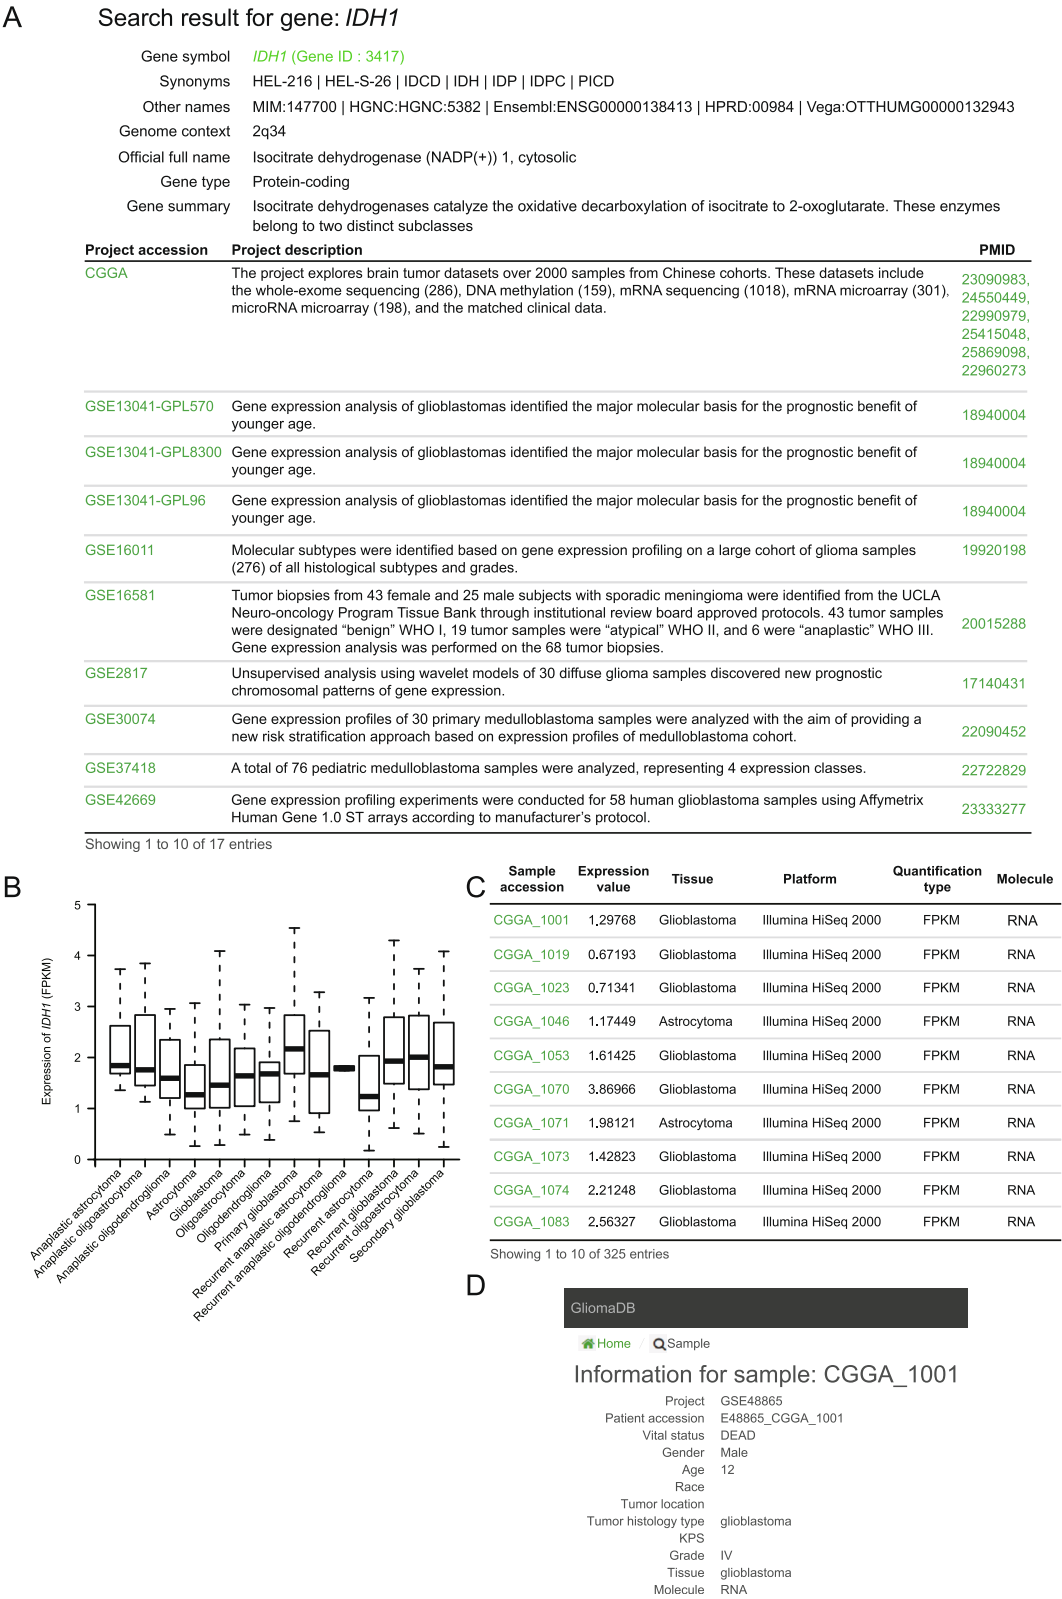 A
Search result for gene: IDH1
Gene symbol IDH1 (Gene ID : 3417)
Synonyms HEL-216 | HEL-S-26 | IDCD | IDH | IDP | IDPC | PICD
Other names MIM:147700 | HGNC:HGNC:5382 | Ensembl:ENSG00000138413 | HPRD:00984 | Vega:OTTHUMG00000132943
Genome context 2q34
Official full name Isocitrate dehydrogenase (NADP(+)) 1, cytosolic
Gene type Protein-coding
Gene summary Isocitrate dehydrogenases catalyze the oxidative decarboxylation of isocitrate to 2-oxoglutarate. These enzymes
belong to two distinct subclasses
Project accession Project description PMID
CGGA The project explores brain tumor datasets over 2000 samples from Chinese cohorts. These datasets include
the whole-exome sequencing (286), DNA methylation (159), mRNA sequencing (1018), mRNA microarray (301),
microRNA microarray (198), and the matched clinical data.
23090983,
24550449,
22990979,
25415048,
25869098,
22960273
GSE13041-GPL570 Gene expression analysis of glioblastomas identified the major molecular basis for the prognostic benefit of
younger age.
18940004
GSE13041-GPL8300 Gene expression analysis of glioblastomas identified the major molecular basis for the prognostic benefit of
younger age.
18940004
GSE13041-GPL96 Gene expression analysis of glioblastomas identified the major molecular basis for the prognostic benefit of
younger age.
18940004
GSE16011 Molecular subtypes were identified based on gene expression profiling on a large cohort of glioma samples 19920198
(276) of all histological subtypes and grades.
GSE16581 Tumor biopsies from 43 female and 25 male subjects with sporadic meningioma were identified from the UCLA
Neuro-oncology Program Tissue Bank through institutional review board approved protocols. 43 tumor samples
were designated “benign” WHO I, 19 tumor samples were “atypical” WHO II, and 6 were “anaplastic” WHO III.
Gene expression analysis was performed on the 68 tumor biopsies.
20015288
GSE2817 Unsupervised analysis using wavelet models of 30 diffuse glioma samples discovered new prognostic
chromosomal patterns of gene expression.
17140431
GSE30074 Gene expression profiles of 30 primary medulloblastoma samples were analyzed with the aim of providing a
new risk stratification approach based on expression profiles of medulloblastoma cohort.
22090452
GSE37418 A total of 76 pediatric medulloblastoma samples were analyzed, representing 4 expression classes. 22722829
GSE42669 Gene expression profiling experiments were conducted for 58 human glioblastoma samples using Affymetrix
Human Gene 1.0 ST arrays according to manufacturer’s protocol.
23333277
Showing 1 to 10 of 17 entries
B
Expression of IDH1 (FPKM)
5
4
3
2
1
0
Anaplastic astrocytoma
Anaplastic oligoastrocytoma
Anaplastic oligodendroglioma
Astrocytoma
Glioblastoma
Oligoastrocytoma
Oligodendroglioma
Primary glioblastoma
Recurrent anaplastic astrocytoma
Recurrent anaplastic oligodendroglioma
Recurrent astrocytoma
Recurrent glioblastoma
Recurrent oligoastrocytoma
Secondary glioblastoma
C
Sample accession Expression value Tissue Platform Quantification type Molecule
CGGA_1001 1.29768 Glioblastoma Illumina HiSeq 2000 FPKM RNA
CGGA_1019 0.67193 Glioblastoma Illumina HiSeq 2000 FPKM RNA
CGGA_1023 0.71341 Glioblastoma Illumina HiSeq 2000 FPKM RNA
CGGA_1046 1.17449 Astrocytoma Illumina HiSeq 2000 FPKM RNA
CGGA_1053 1.61425 Glioblastoma Illumina HiSeq 2000 FPKM RNA
CGGA_1070 3.86966 Glioblastoma Illumina HiSeq 2000 FPKM RNA
CGGA_1071 1.98121 Astrocytoma Illumina HiSeq 2000 FPKM RNA
CGGA_1073 1.42823 Glioblastoma Illumina HiSeq 2000 FPKM RNA
CGGA_1074 2.21248 Glioblastoma Illumina HiSeq 2000 FPKM RNA
CGGA_1083 2.56327 Glioblastoma Illumina HiSeq 2000 FPKM RNA
Showing 1 to 10 of 325 entries
D
GliomaDB
Home / Sample
Information for sample: CGGA_1001
Project GSE48865
Patient accession E48865_CGGA_1001
Vital status DEAD
Gender Male
Age 12
Race
Tumor location
Tumor histology type glioblastoma
KPS
Grade IV
Tissue glioblastoma
Molecule RNA